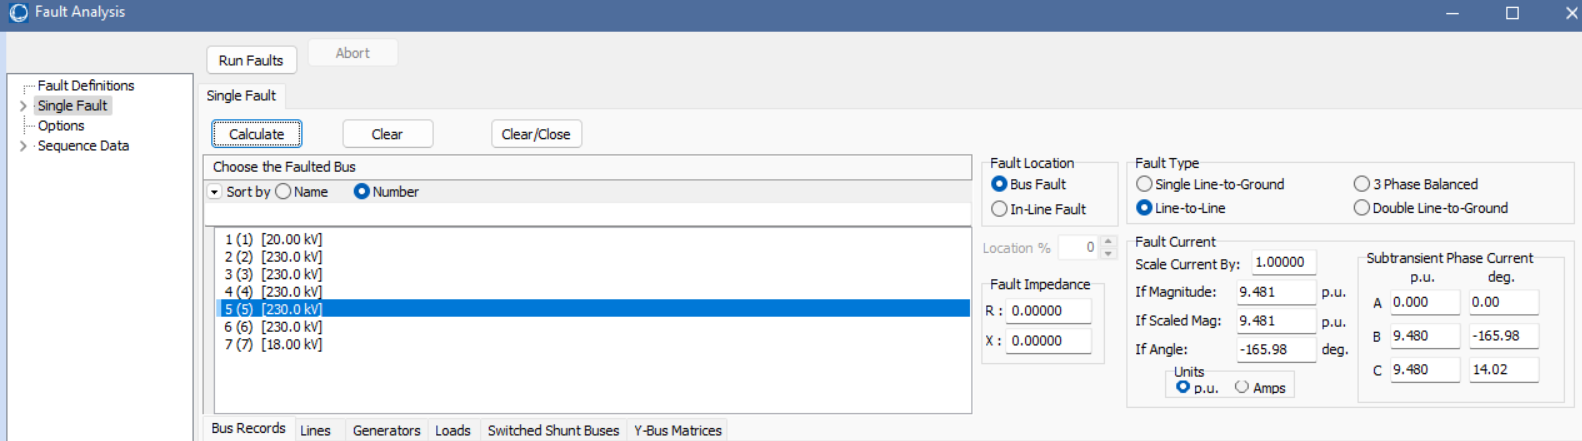 Fault Analysis
Run Faults Abort
Fault Definitions
Single Fault
Options
Sequence Data
Single Fault
Calculate Clear Clear/Close
Choose the Faulted Bus
Sort by Name Number
1 (1) [20.00 kV]
2 (2) [230.0 kV]
3 (3) [230.0 kV]
4 (4) [230.0 kV]
5 (5) [230.0 kV]
6 (6) [230.0 kV]
7 (7) [18.00 kV]
Bus Records Lines Generators Loads Switched Shunt Buses Y-Bus Matrices
Fault Location
Bus Fault
In-Line Fault
Location % 0
Fault Impedance
R : 0.00000
X : 0.00000
Fault Type
Single Line-to-Ground 3 Phase Balanced
Line-to-Line Double Line-to-Ground
Fault Current
Scale Current By: 1.00000
If Magnitude: 9.481 p.u.
If Scaled Mag: 9.481 p.u.
If Angle: -165.98 deg.
Units
p.u. Amps
Subtransient Phase Current
p.u. deg.
A 0.000 0.00
B 9.480 -165.98
C 9.480 14.02